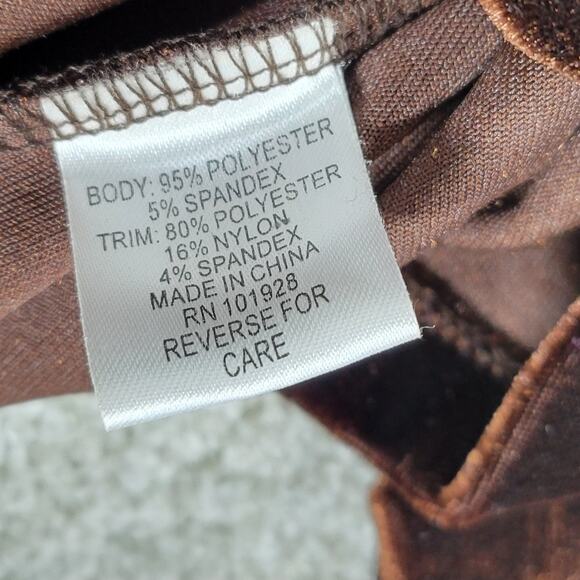 BODY: 95% POLYESTER
5% SPANDEX
TRIM: 80% POLYESTER
16% NYLON
4% SPANDEX
MADE IN CHINA
RN 101928
REVERSE FOR
CARE